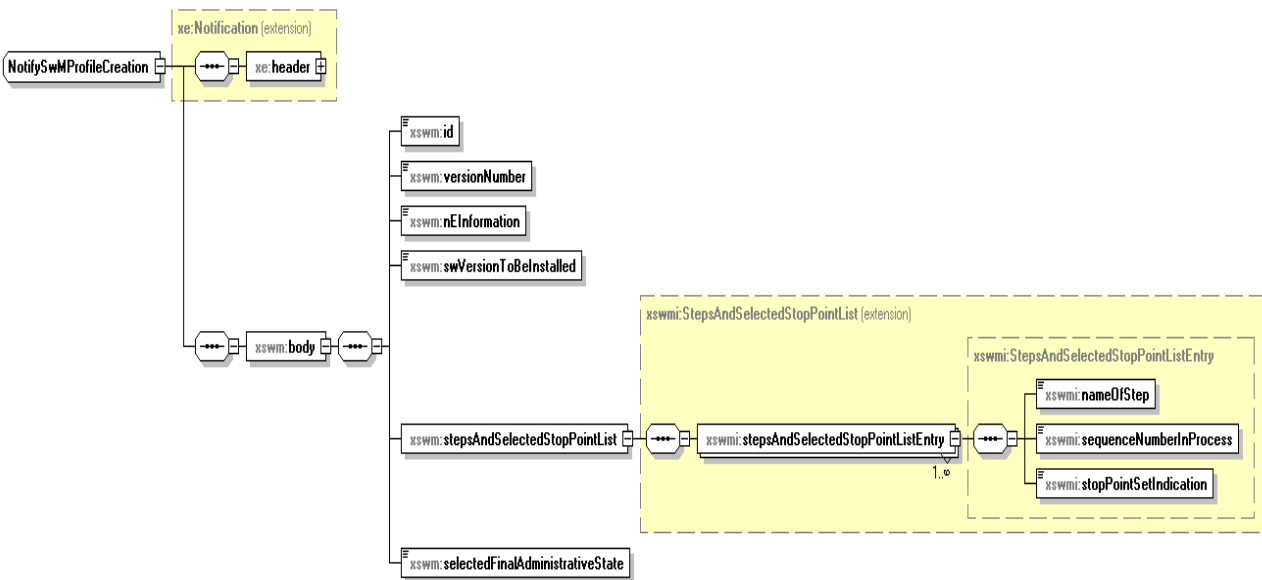 xe:Notification (extension)
NotifySwMProfileCreation
xe:header
xswm:id
xswm:versionNumber
xswm:nEInformation
xswm:swVersionToBeInstalled
xswmi:StepsAndSelectedStopPointList (extension)
xswm:body
xswmi:StepsAndSelectedStopPointListEntry
xswmi:nameOfStep
xswm:stepsAndSelectedStopPointList
xswmi:stepsAndSelectedStopPointListEntry
xswmi:sequenceNumberInProcess
1..∞
xswmi:stopPointSetIndication
xswm:selectedFinalAdministrativeState